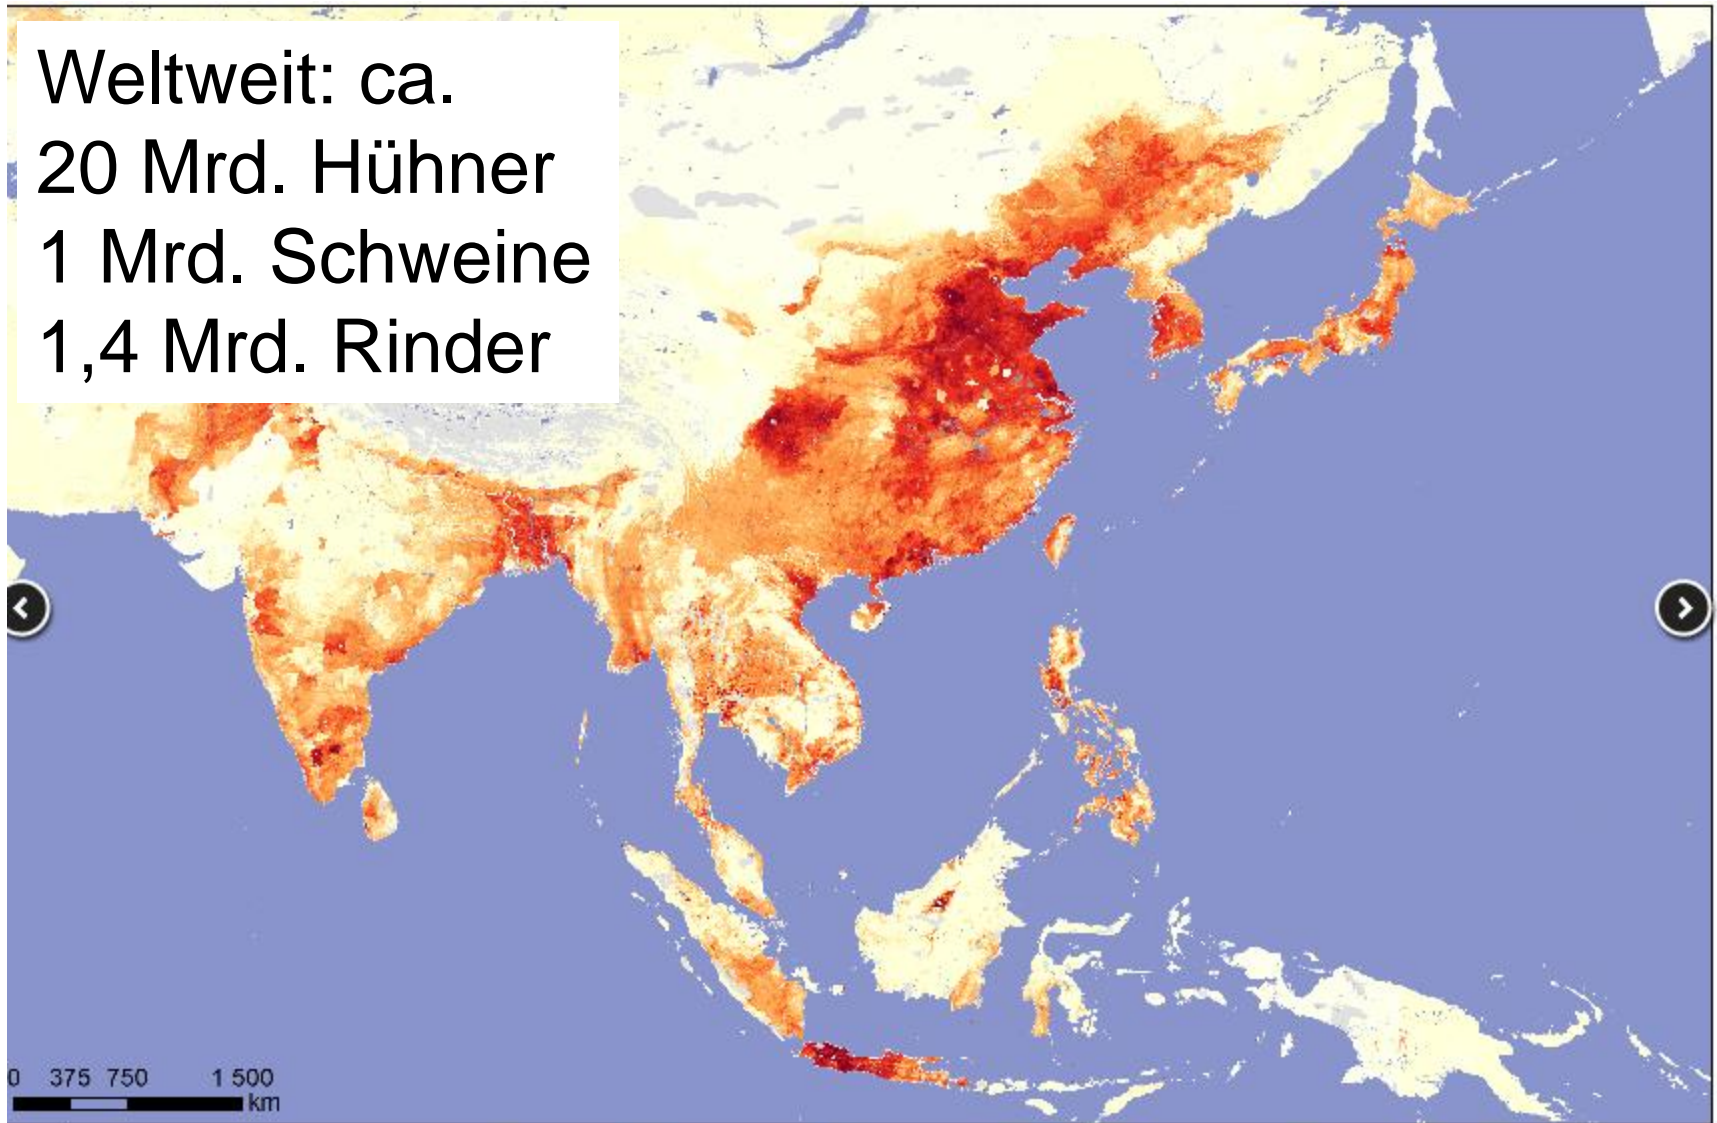 Weltweit: ca.
20 Mrd. Hühner
1 Mrd. Schweine
1,4 Mrd. Rinder
0 375 750 1 500
km